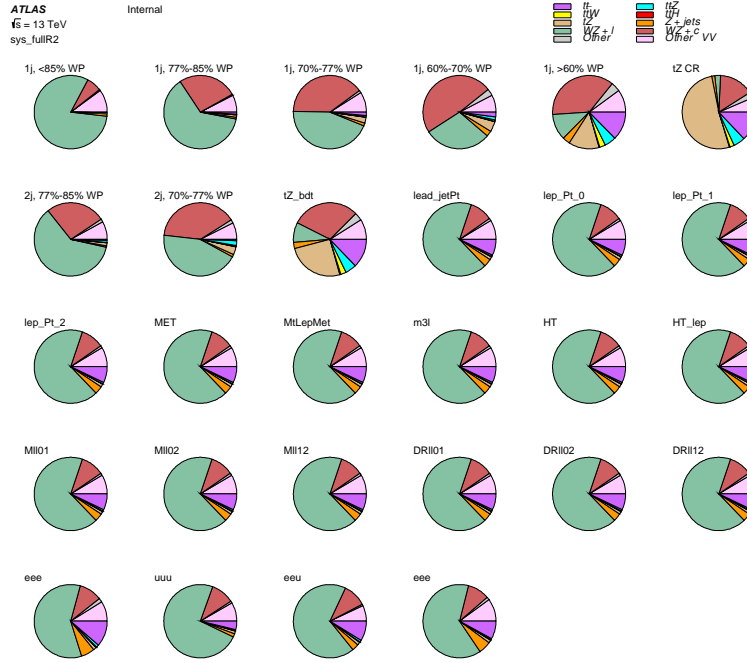 ATLAS Internal
√s = 13 TeV
sys_fullR2
tt̄ ttZ
ttW ttH
tZ Z + jets
WZ + l WZ + c
Other Other VV
1j, <85% WP 1j, 77%-85% WP 1j, 70%-77% WP 1j, 60%-70% WP 1j, >60% WP tZ CR
2j, 77%-85% WP 2j, 70%-77% WP tZ_bdt lead_jetPt lep_Pt_0 lep_Pt_1
lep_Pt_2 MET MtLepMet m3l HT HT_lep
Mll01 Mll02 Mll12 DRll01 DRll02 DRll12
eee uuu eeu eee